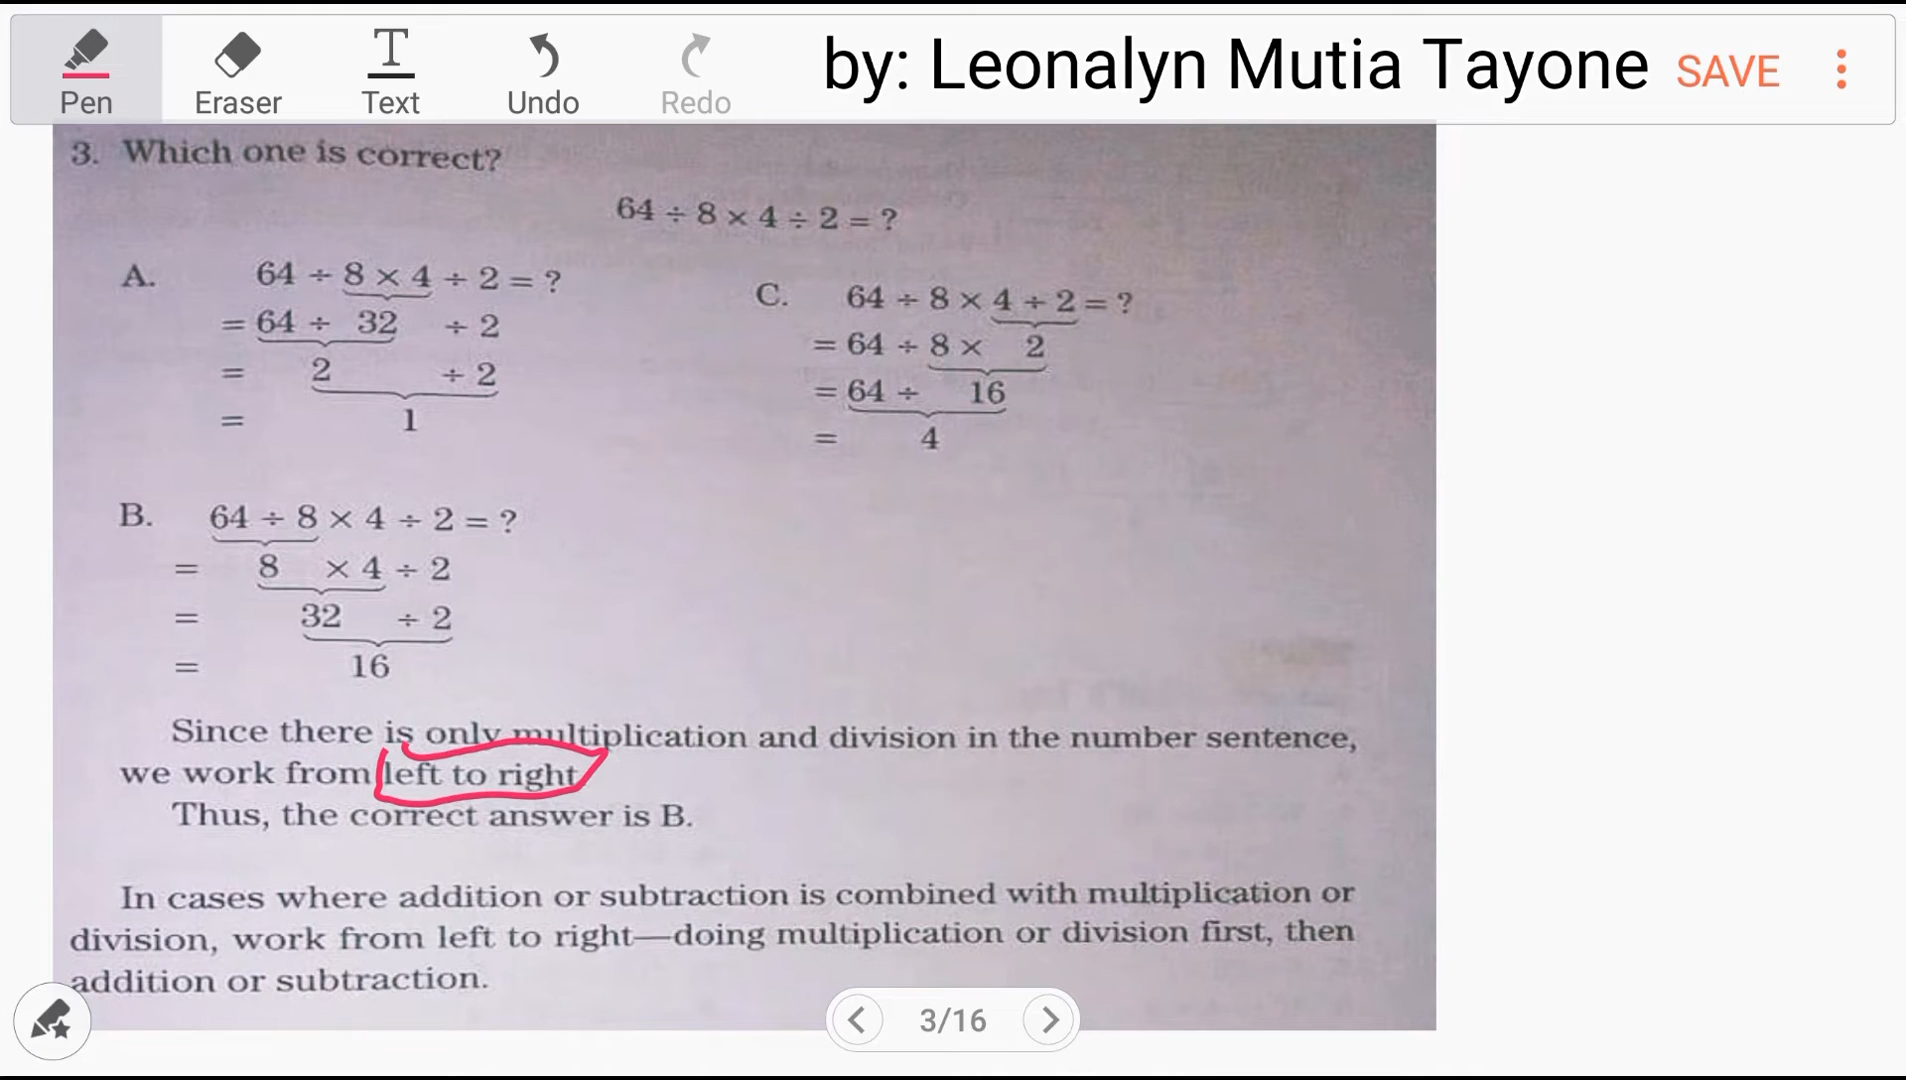 Pen
Eraser
Text
Undo
Redo
by: Leonalyn Mutia Tayone
SAVE
3. Which one is correct?
64 ÷ 8 × 4 ÷ 2 = ?
A. 64 ÷ 8 × 4 ÷ 2 = ?
= 64 ÷ 32 ÷ 2
= 2 ÷ 2
= 1
C. 64 ÷ 8 × 4 ÷ 2 = ?
= 64 ÷ 8 × 2
= 64 ÷ 16
= 4
B. 64 ÷ 8 × 4 ÷ 2 = ?
= 8 × 4 ÷ 2
= 32 ÷ 2
= 16
Since there is only multiplication and division in the number sentence,
we work from left to right
Thus, the correct answer is B.
In cases where addition or subtraction is combined with multiplication or
division, work from left to right—doing multiplication or division first, then
addition or subtraction.
3/16